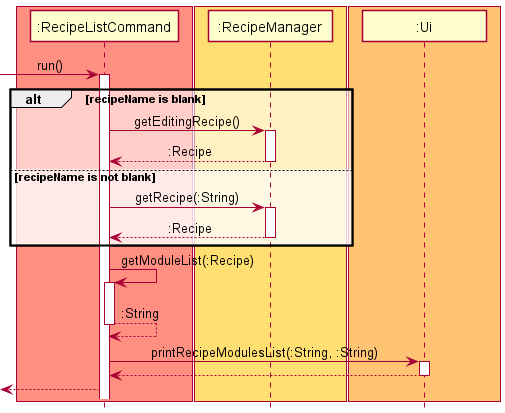 :RecipeListCommand
:RecipeManager
:Ui
run()
alt
[recipeName is blank]
getEditingRecipe()
:Recipe
[recipeName is not blank]
getRecipe(:String)
:Recipe
getModuleList(:Recipe)
:String
printRecipeModulesList(:String, :String)